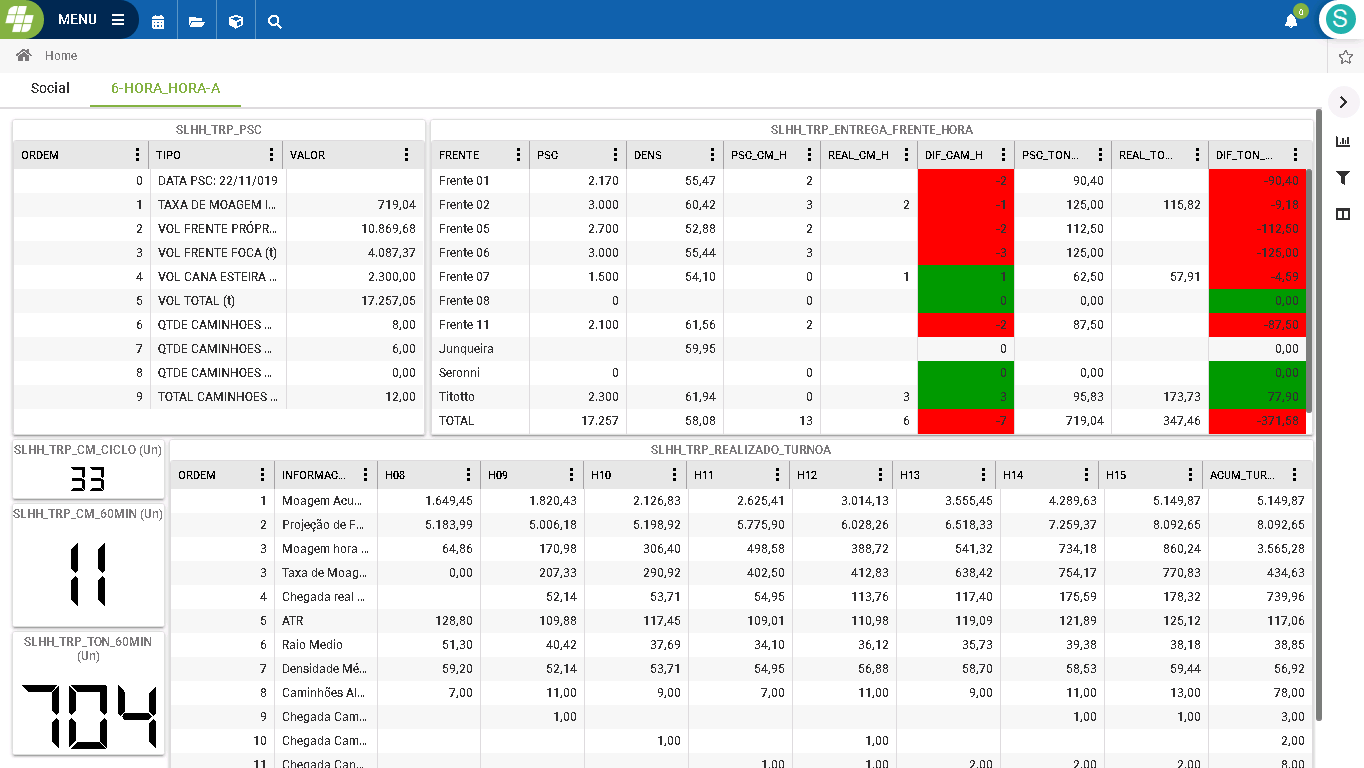 MENU
0
S
Home
Social 6-HORA_HORA-A
SLHH_TRP_PSC
ORDEM TIPO VALOR
0 DATA PSC: 22/11/019
1 TAXA DE MOAGEM I... 719,04
2 VOL FRENTE PRÓPR... 10.869,68
3 VOL FRENTE FOCA (t) 4.087,37
4 VOL CANA ESTEIRA ... 2.300,00
5 VOL TOTAL (t) 17.257,05
6 QTDE CAMINHOES ... 8,00
7 QTDE CAMINHOES ... 6,00
8 QTDE CAMINHOES ... 0,00
9 TOTAL CAMINHOES ... 12,00
SLHH_TRP_ENTREGA_FRENTE_HORA
FRENTE PSC DENS PSC_CM_H REAL_CM_H DIF_CAM_H PSC_TON... REAL_TO... DIF_TON_...
Frente 01 2.170 55,47 2 -2 90,40 -90,40
Frente 02 3.000 60,42 3 2 -1 125,00 115,82 -9,18
Frente 05 2.700 52,88 2 -2 112,50 -112,50
Frente 06 3.000 55,44 3 -3 125,00 -125,00
Frente 07 1.500 54,10 0 1 1 62,50 57,91 -4,59
Frente 08 0 0 0 0,00 0,00
Frente 11 2.100 61,56 2 -2 87,50 -87,50
Junqueira 59,95 0 0,00
Seronni 0 0 0 0,00 0,00
Titotto 2.300 61,94 0 3 3 95,83 173,73 77,90
TOTAL 17.257 58,08 13 6 -7 719,04 347,46 -371,58
SLHH_TRP_CM_CICLO (Un)
33
SLHH_TRP_CM_60MIN (Un)
11
SLHH_TRP_TON_60MIN
(Un)
704
SLHH_TRP_REALIZADO_TURNOA
ORDEM INFORMAC... H08 H09 H10 H11 H12 H13 H14 H15 ACUM_TUR...
1 Moagem Acu... 1.649,45 1.820,43 2.126,83 2.625,41 3.014,13 3.555,45 4.289,63 5.149,87 5.149,87
2 Projeção de F... 5.183,99 5.006,18 5.198,92 5.775,90 6.028,26 6.518,33 7.259,37 8.092,65 8.092,65
3 Moagem hora ... 64,86 170,98 306,40 498,58 388,72 541,32 734,18 860,24 3.565,28
3 Taxa de Moag... 0,00 207,33 290,92 402,50 412,83 638,42 754,17 770,83 434,63
4 Chegada real ... 52,14 53,71 54,95 113,76 117,40 175,59 178,32 739,96
5 ATR 128,80 109,88 117,45 109,01 110,98 119,09 121,89 125,12 117,06
6 Raio Medio 51,30 40,42 37,69 34,10 36,12 35,73 39,38 38,18 38,85
7 Densidade Mé... 59,20 52,14 53,71 54,95 56,88 58,70 58,53 59,44 56,92
8 Caminhões Al... 7,00 11,00 9,00 7,00 11,00 9,00 11,00 13,00 78,00
9 Chegada Cam... 1,00 1,00 1,00 3,00
10 Chegada Cam... 1,00 1,00 2,00
11 Chegada Can... 1,00 1,00 2,00 2,00 2,00 8,00